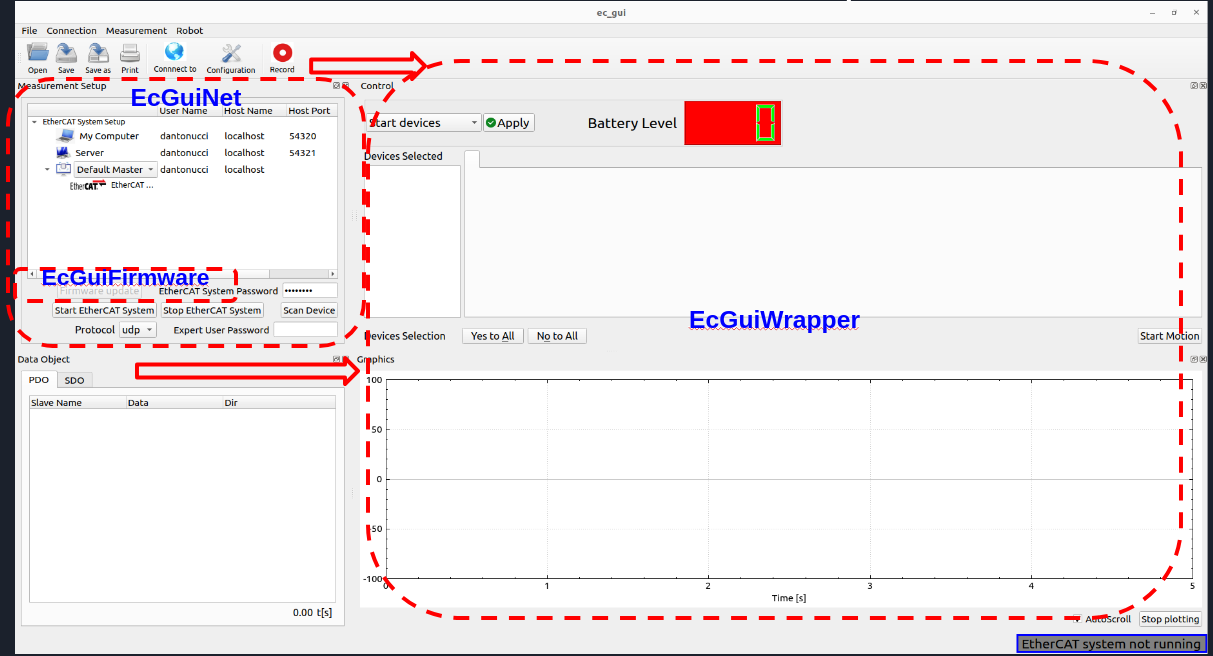 ec_gui
File Connection Measurement Robot
Open Save Save as Print Connnect to Configuration Record
Measurement Setup
EcGuiNet
User Name Host Name Host Port
EtherCAT System Setup
My Computer dantonucci localhost 54320
Server dantonucci localhost 54321
Default Master dantonucci localhost
EtherCAT EtherCAT ...
EcGuiFirmware
Firmware update EtherCAT System Password ••••••••
Start EtherCAT System Stop EtherCAT System Scan Device
Protocol udp Expert User Password
Control
Start devices Apply Battery Level 0
Devices Selected
EcGuiWrapper
Devices Selection Yes to All No to All Start Motion
Data Object
PDO SDO
Slave Name Data Dir
0.00 t[s]
Graphics
100
50
0
-50
-100
0 1 2 3 4 5
Time [s]
AutoScroll Stop plotting
EtherCAT system not running